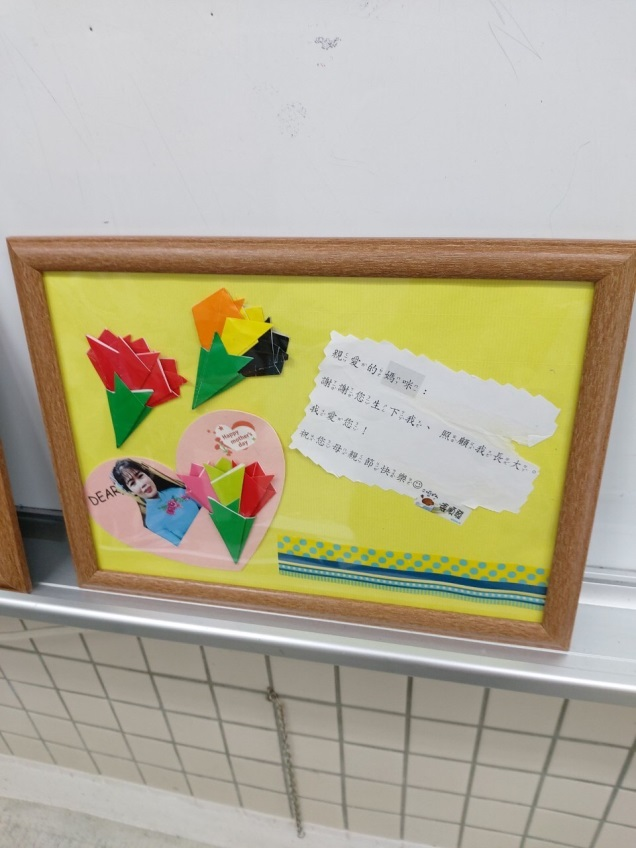 親愛的媽咪：
謝謝您生下我、照顧我長大。
我愛您！
祝您母親節快樂☺
Happy
mother's
day
DEAR